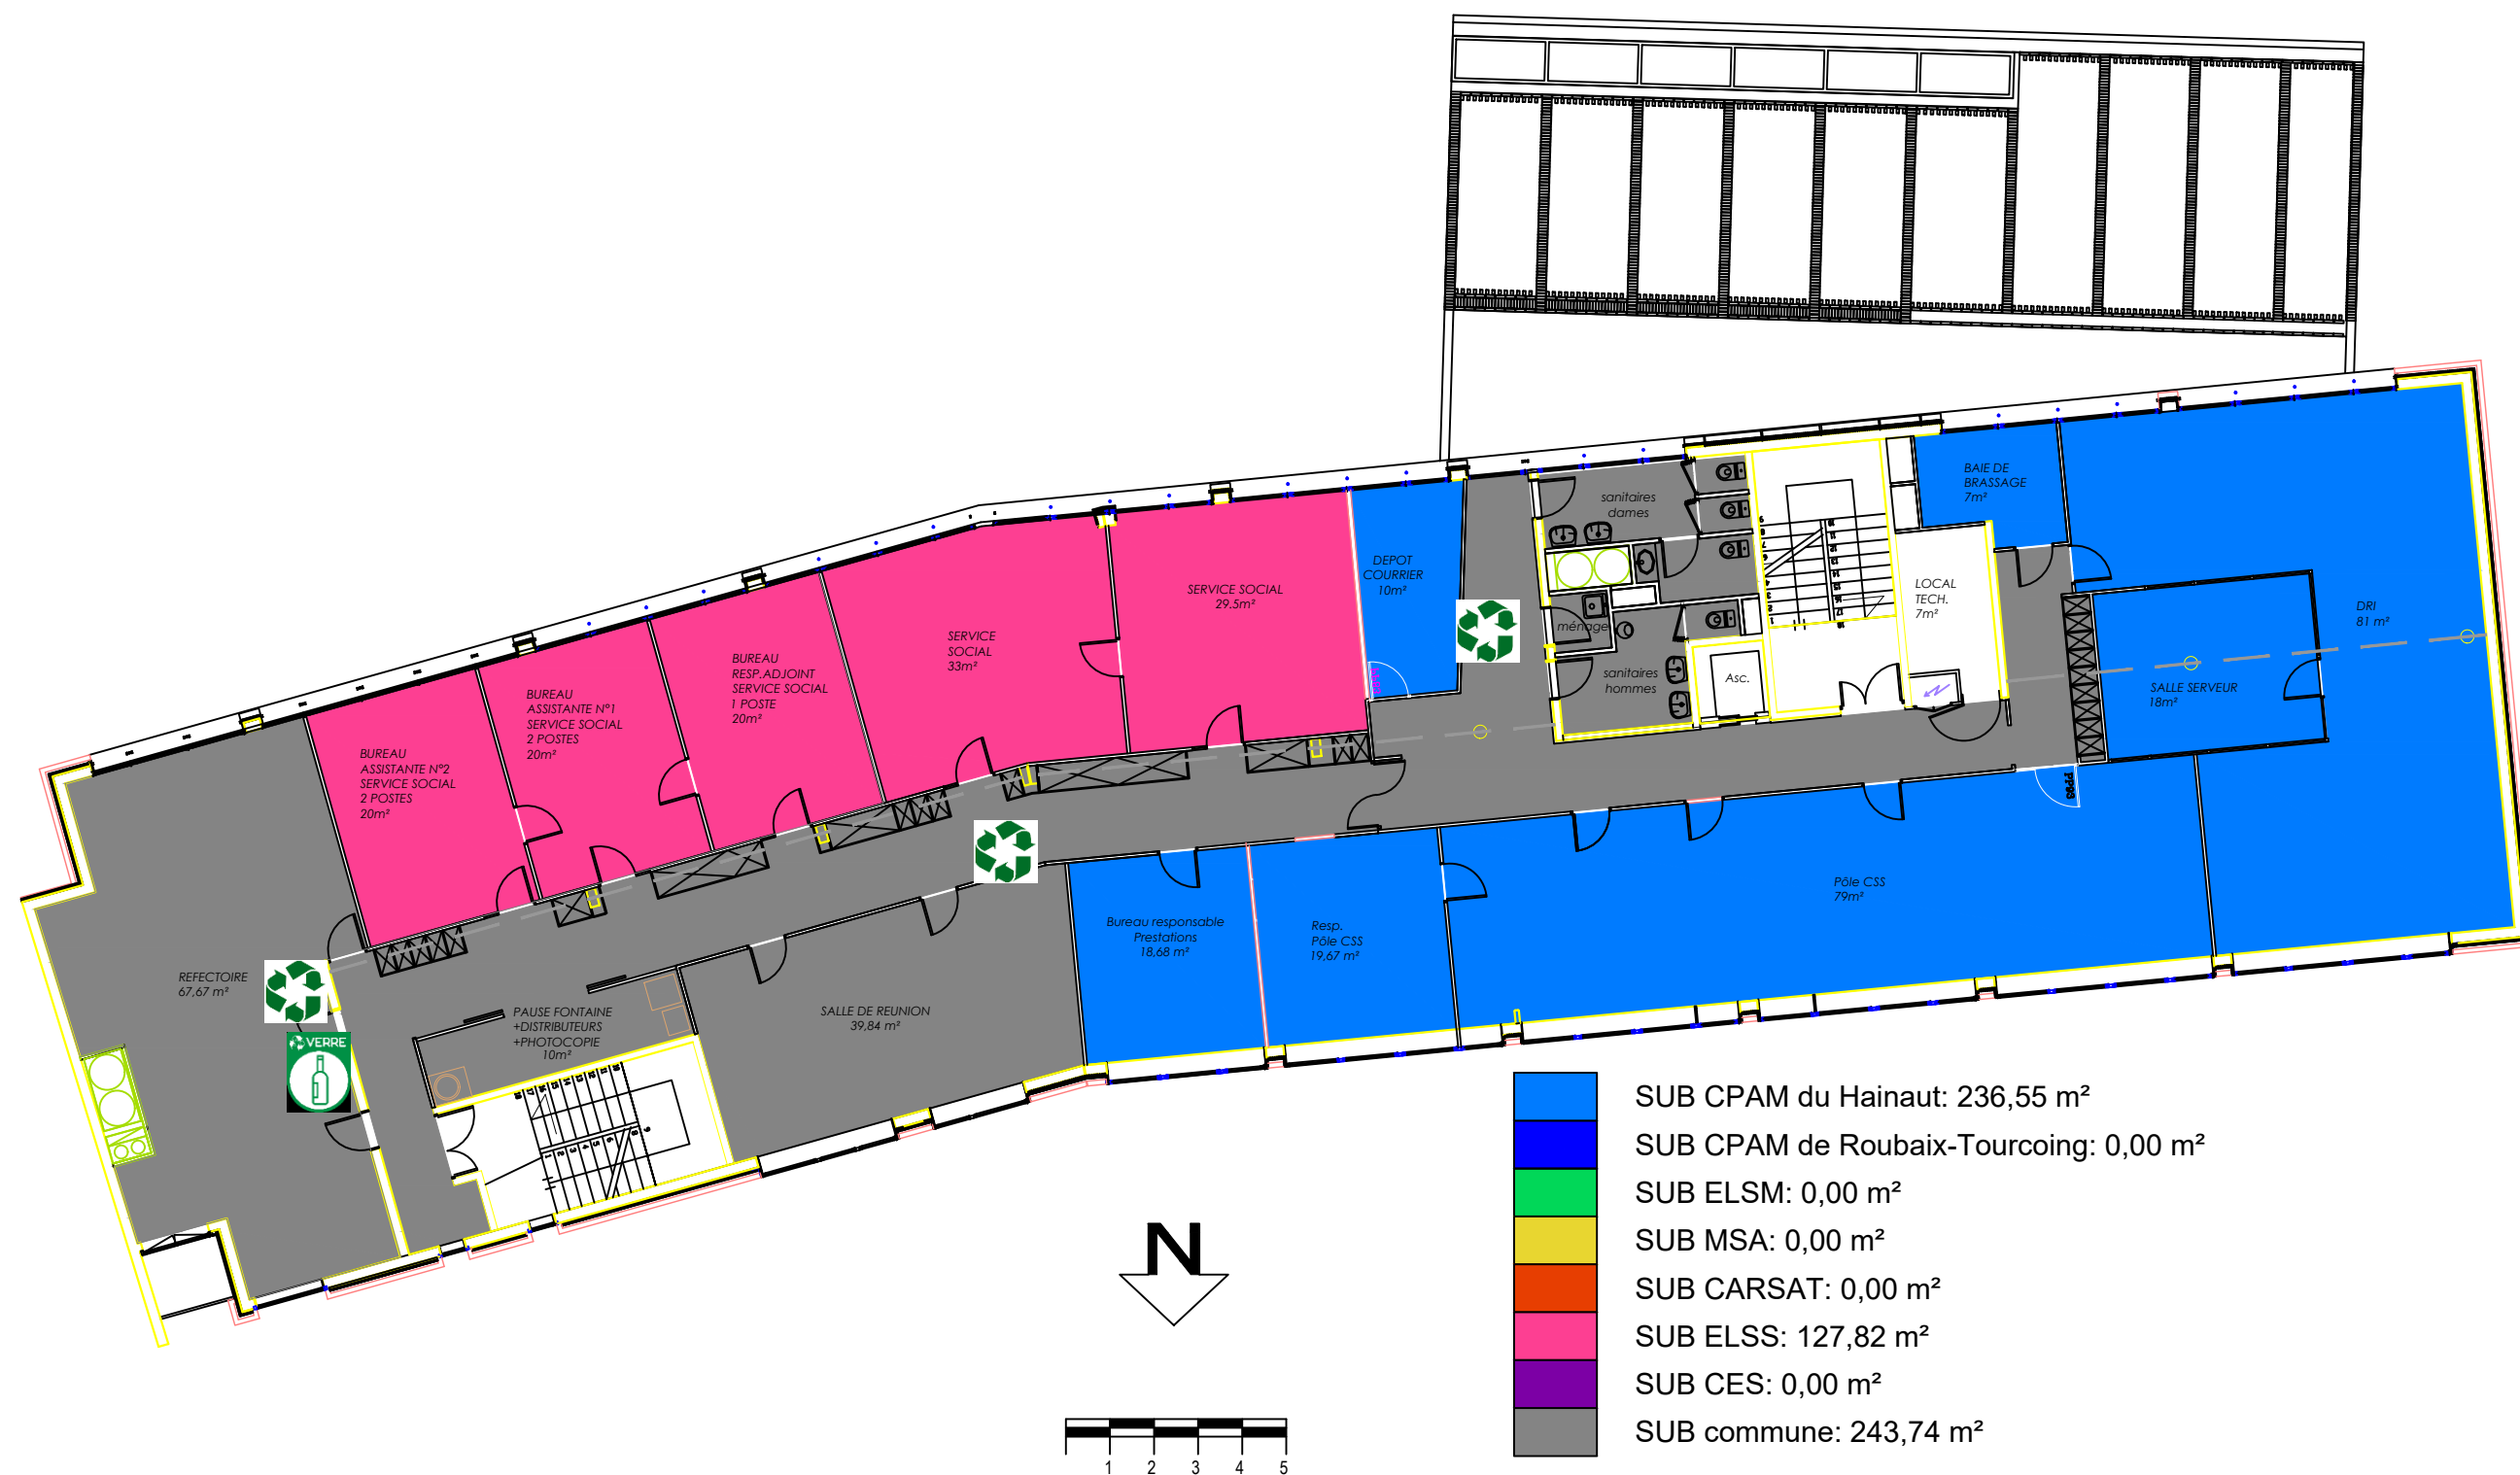 sanitaires
dames
BAIE DE
BRASSAGE
7m²
DEPOT
COURRIER
10m²
SERVICE SOCIAL
29.5m²
LOCAL
TECH.
7m²
DRI
81 m²
ménage
SERVICE
SOCIAL
33m²
BUREAU
RESP.ADJOINT
SERVICE SOCIAL
1 POSTE
20m²
BUREAU
ASSISTANTE N°1
SERVICE SOCIAL
2 POSTES
20m²
BUREAU
ASSISTANTE N°2
SERVICE SOCIAL
2 POSTES
20m²
sanitaires
hommes
Asc.
SALLE SERVEUR
18m²
PP93
Pôle CSS
79m²
Bureau responsable
Prestations
18,68 m²
Resp.
Pôle CSS
19,67 m²
REFECTOIRE
67,67 m²
VERRE
PAUSE FONTAINE
+DISTRIBUTEURS
+PHOTOCOPIE
10m²
SALLE DE REUNION
39,84 m²
N
1 2 3 4 5
SUB CPAM du Hainaut: 236,55 m²
SUB CPAM de Roubaix-Tourcoing: 0,00 m²
SUB ELSM: 0,00 m²
SUB MSA: 0,00 m²
SUB CARSAT: 0,00 m²
SUB ELSS: 127,82 m²
SUB CES: 0,00 m²
SUB commune: 243,74 m²